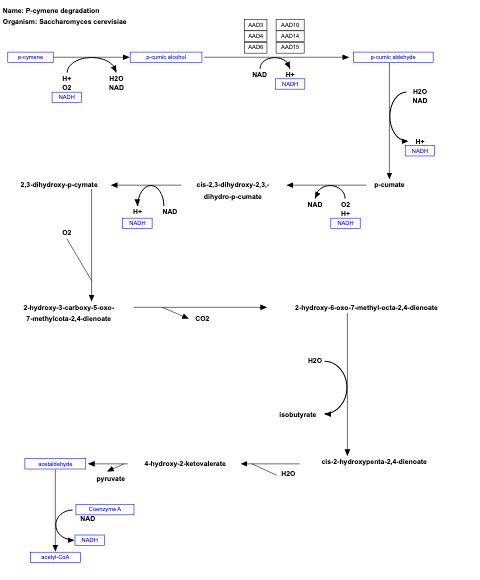 Name: P-cymene degradation
Organism: Saccharomyces cerevisiae
AAD3 AAD10
AAD4 AAD14
AAD6 AAD15
p-cymene p-cumic alcohol p-cumic aldehyde
H+ H2O NAD H+
O2 NAD NADH
NADH
H2O
NAD
H+
NADH
2,3-dihydroxy-p-cymate cis-2,3-dihydroxy-2,3,- p-cumate
dihydro-p-cumate
H+ NAD NAD O2
NADH H+
NADH
O2
2-hydroxy-3-carboxy-5-oxo- 2-hydroxy-6-oxo-7-methyl-octa-2,4-dienoate
7-methylcota-2,4-dienoate CO2
H2O
isobutyrate
acetaldehyde 4-hydroxy-2-ketovalerate cis-2-hydroxypenta-2,4-dienoate
pyruvate H2O
Coenzyme A
NAD
NADH
acetyl-CoA